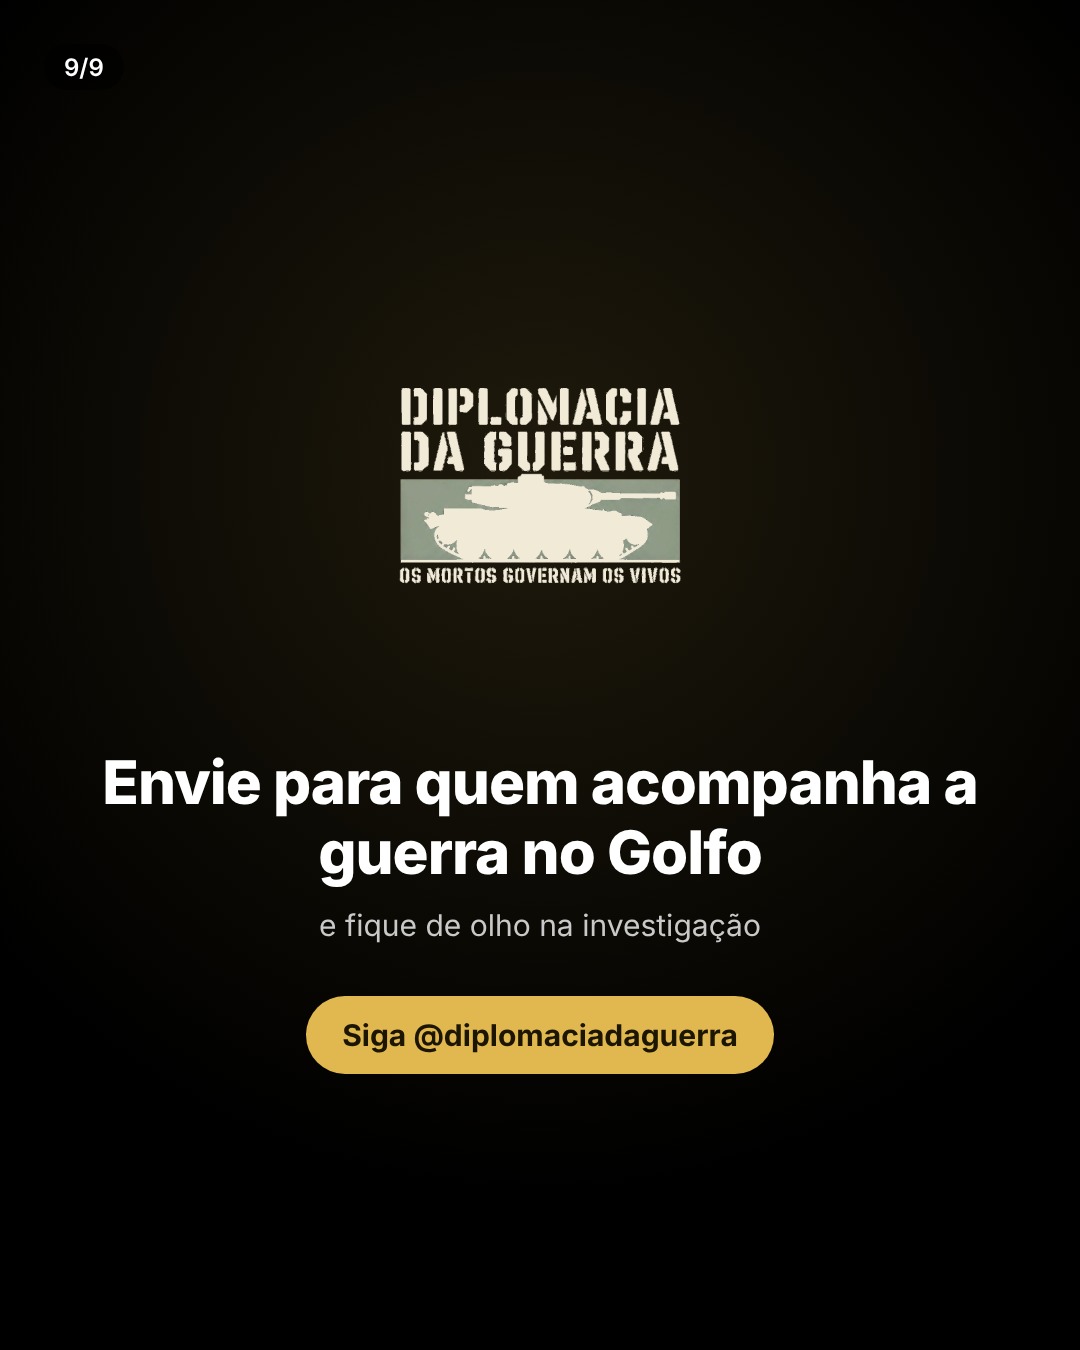 9/9
DIPLOMACIA
DA GUERRA
OS MORTOS GOVERNAM OS VIVOS
Envie para quem acompanha a
guerra no Golfo
e fique de olho na investigação
Siga @diplomaciadaguerra